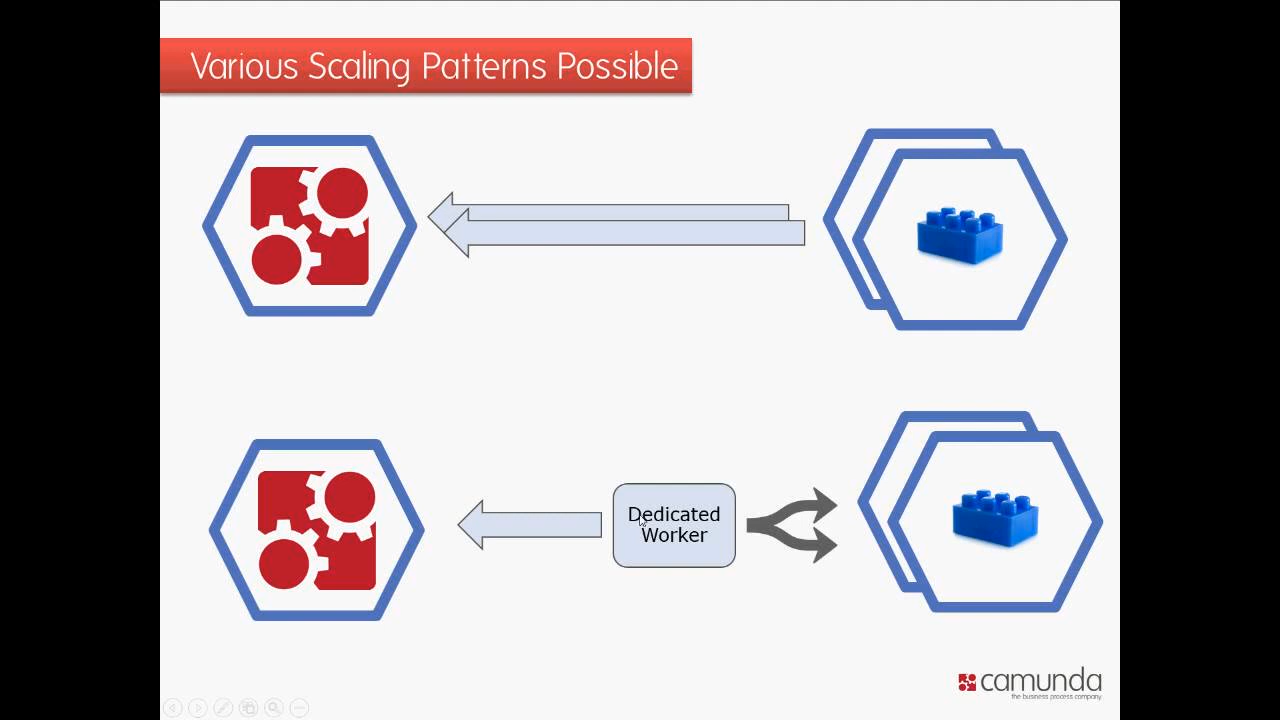 Various Scaling Patterns Possible
Dedicated
Worker
camunda
the business process company